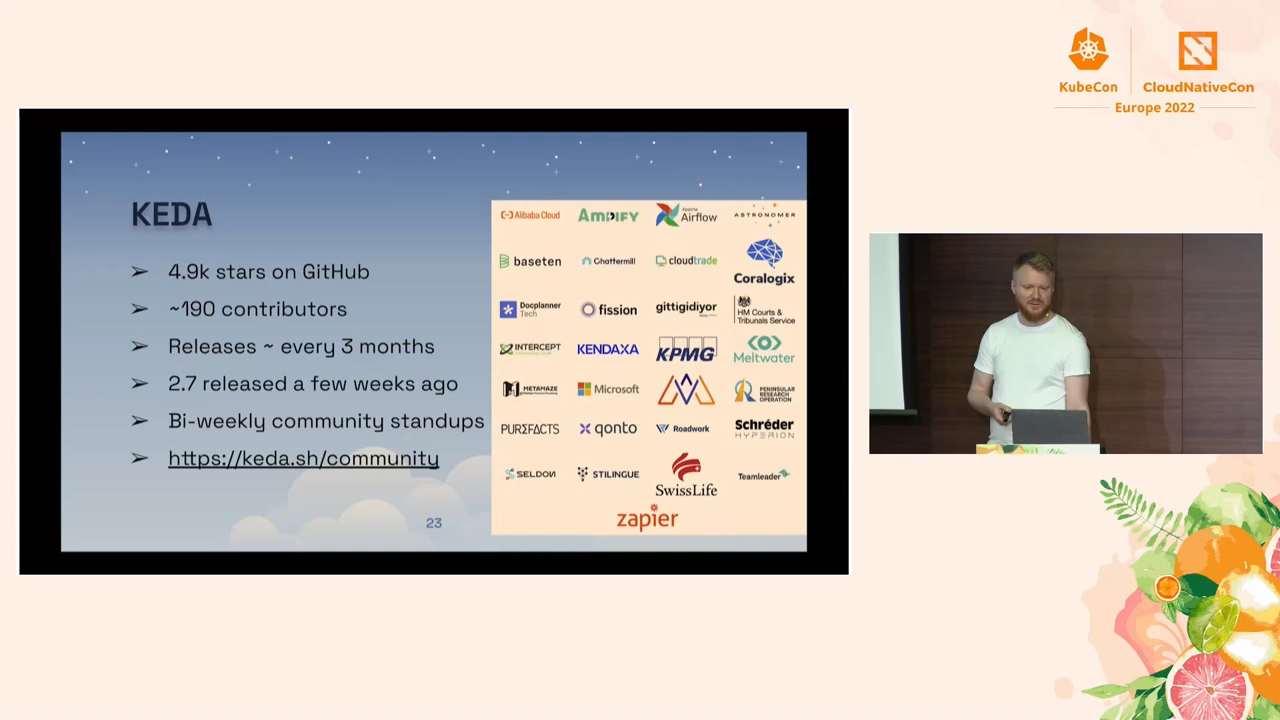 KubeCon
CloudNativeCon
Europe 2022
KEDA
➢ 4.9k stars on GitHub
➢ ~190 contributors
➢ Releases ~ every 3 months
➢ 2.7 released a few weeks ago
➢ Bi-weekly community standups
➢ https://keda.sh/community
23
Alibaba Cloud
AMPIFY
Apache Airflow
ASTRONOMER
baseten
Chattermill
cloudtrade
Coralogix
Docplanner
Tech
fission
gittigidiyor
HM Courts &
Tribunals Service
INTERCEPT
KENDAXA
KPMG
Meltwater
METAMAZE
Microsoft
PENINSULAR
RESEARCH
OPERATION
PUREFACTS
qonto
Roadwork
Schréder
HYPERION
SELDON
STILINGUE
SwissLife
Teamleader
zapier